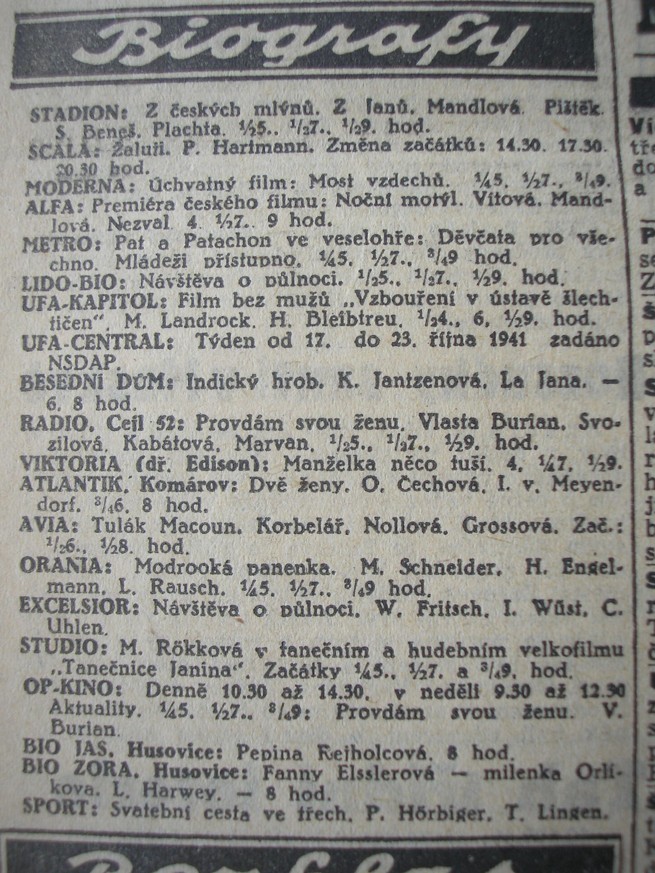 Biografy
STADION: Z českých mlýnů. Z Janů, Mandlová. Pištěk.
S. Beneš. Plachta. ½5., ½7., ½9. hod.
SCALA: Žaluji. P. Hartmann. Změna začátků: 14.30. 17.30.
20.30 hod.
MODERNA: Úchvatný film: Most vzdechů. ¼5. ½7., ¾9.
ALFA: Premiéra českého filmu: Noční motýl. Vítová. Mand-
lová. Nezval. 4. ½7.. 9 hod.
METRO: Pat a Patachon ve veselohře: Děvčata pro vše-
chno. Mládeži přístupno. ¼5. ½7., ¾9 hod.
LIDO-BIO: Návštěva o půlnoci. ½5., ½7., ½9. hod.
UFA-KAPITOL: Film bez mužů „Vzbouření v ústavě šlech-
tičen“. M. Landrock. H. Bleibtreu. ½4., 6, ½9. hod.
UFA-CENTRAL: Týden od 17. do 23. října 1941 zadáno
NSDAP.
BESEDNÍ DŮM: Indický hrob. K. Jantzenová. La Jana. —
6. 8 hod.
RADIO, Cejl 52: Provdám svou ženu. Vlasta Burian. Svo-
zilová. Kabátová. Marvan. ½5., ½7., ½9. hod.
VIKTORIA (dř. Edison): Manželka něco tuší. 4. ¼7. ½9.
ATLANTIK, Komárov: Dvě ženy. O. Čechová. I. v. Meyen-
dorf. ¾6. 8 hod.
AVIA: Tulák Macoun. Korbelář. Nollová. Grossová. Zač.:
½6., ½8. hod.
ORANIA: Modrooká panenka. M. Schneider. H. Engel-
mann. L. Rausch. ¼5. ½7., ¾9 hod.
EXCELSIOR: Návštěva o půlnoci. W. Fritsch. I. Wüst. C.
Uhlen.
STUDIO: M. Rökková v tanečním a hudebním velkofilmu
„Tanečnice Janina“. Začátky ¼5., ½7. a ¾9. hod.
OP-KINO: Denně 10.30 až 14.30. v neděli 9.30 až 12.30
Aktuality. ¼5. ½7., ¾9: Provdám svou ženu. V.
Burian.
BIO JAS. Husovice: Pepina Rejholcová. 8 hod.
BIO ZORA. Husovice: Fanny Elsslerová — milenka Orlí-
kova. L. Harwey. — 8 hod.
SPORT: Svatební cesta ve třech. P. Hörbiger. T. Lingen.